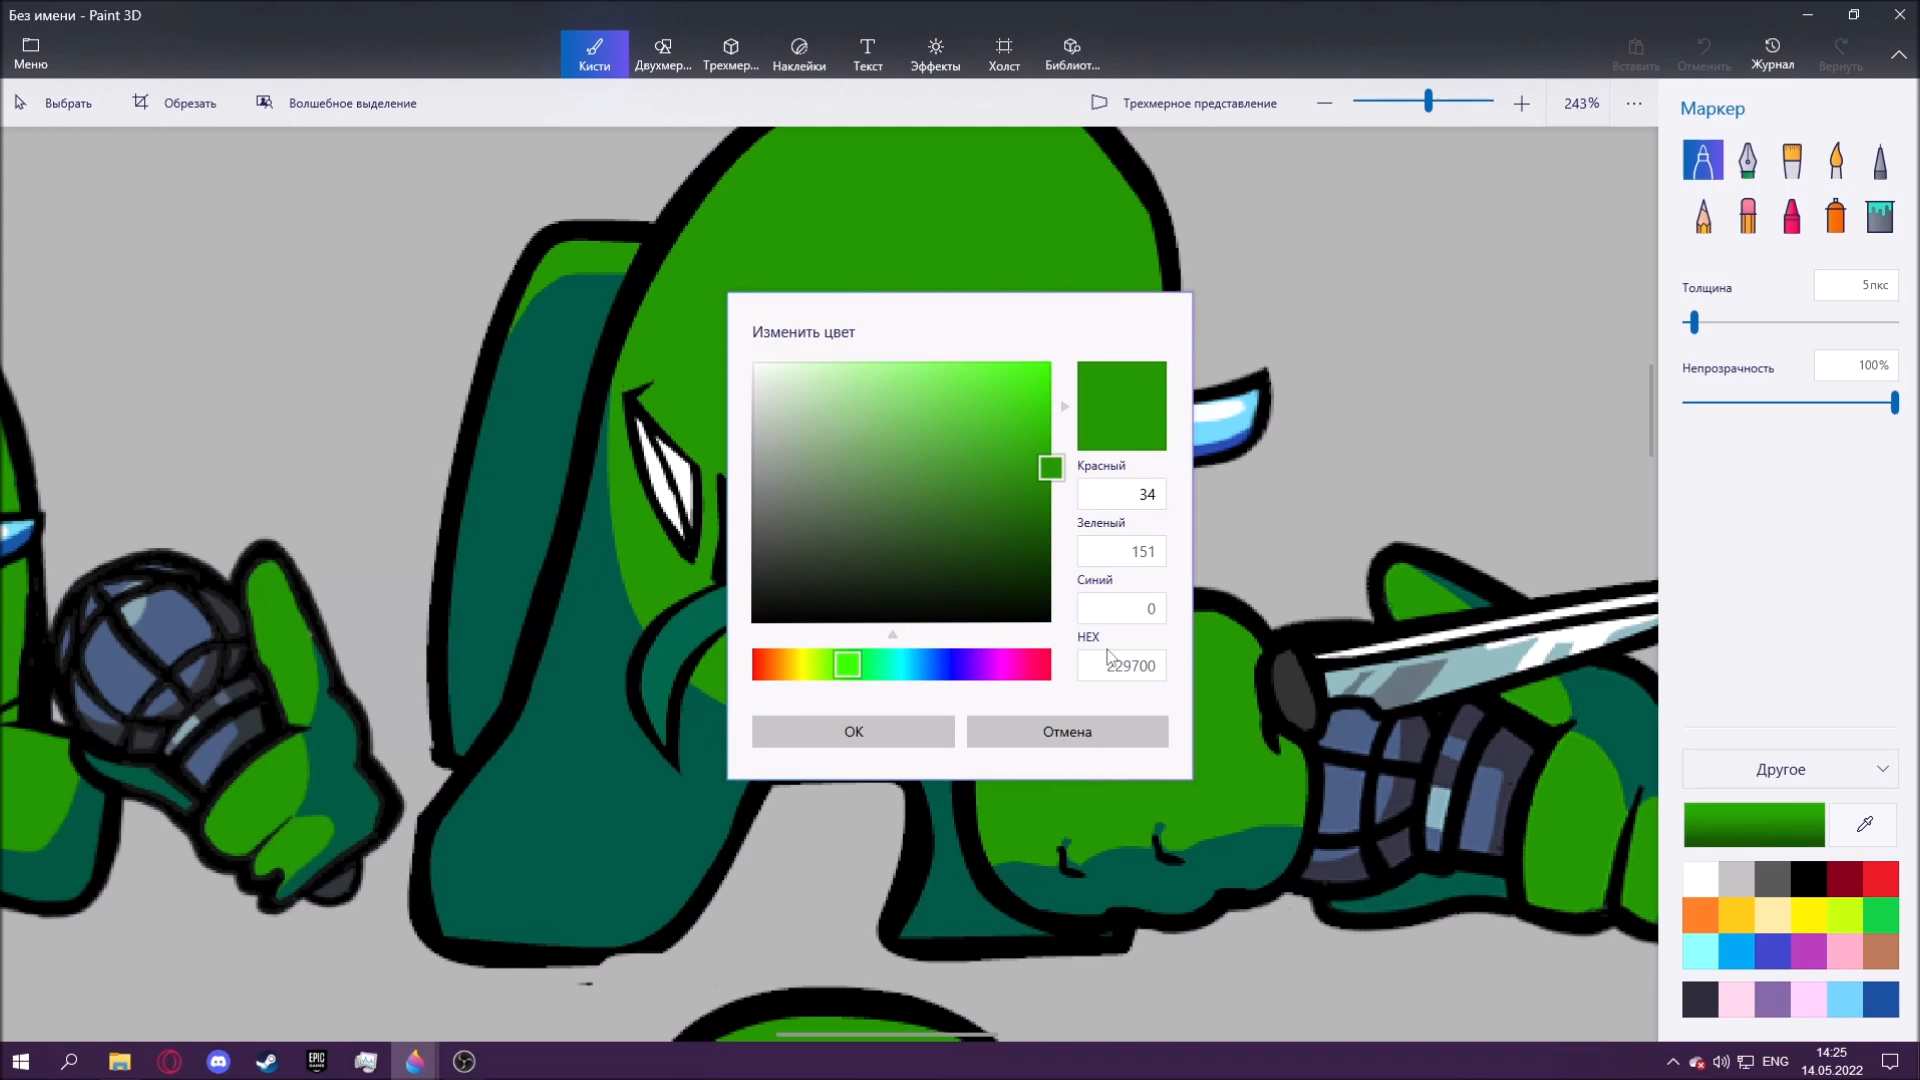 Без имени - Paint 3D
Меню
Кисти
Двухмер...
Трехмер...
Наклейки
Текст
Эффекты
Холст
Библиот...
Вставить
Отменить
Журнал
Вернуть
Выбрать
Обрезать
Волшебное выделение
Трехмерное представление
243%
Маркер
Толщина
5пкс
Непрозрачность
100%
Изменить цвет
Красный
34
Зеленый
151
Синий
0
HEX
229700
OK
Отмена
Другое
EPIC
GAMES
ENG
14:25
14.05.2022